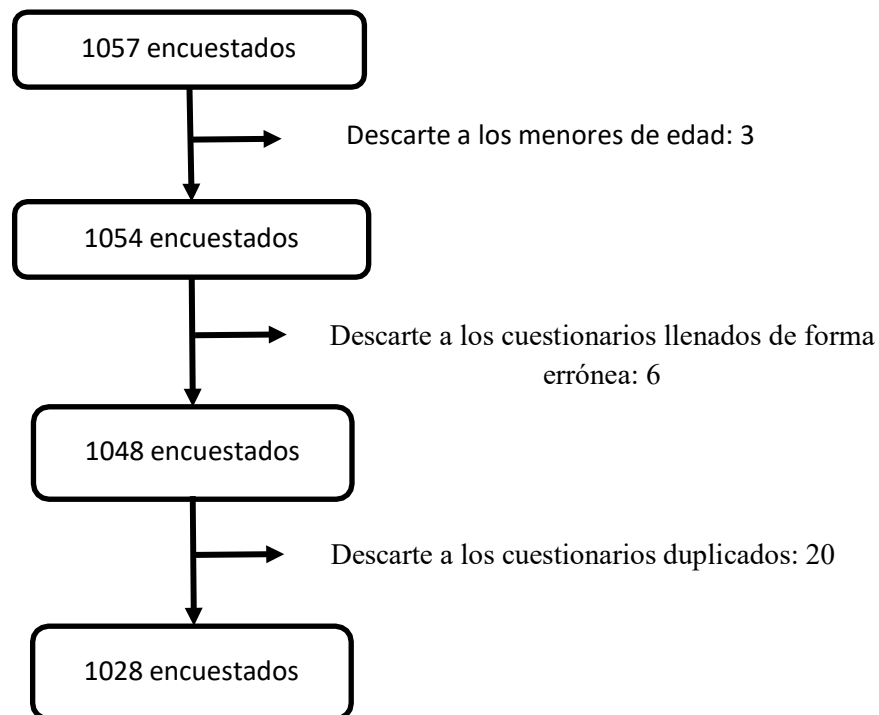 1057 encuestados
Descarte a los menores de edad: 3
1054 encuestados
Descarte a los cuestionarios llenados de forma
errónea: 6
1048 encuestados
Descarte a los cuestionarios duplicados: 20
1028 encuestados